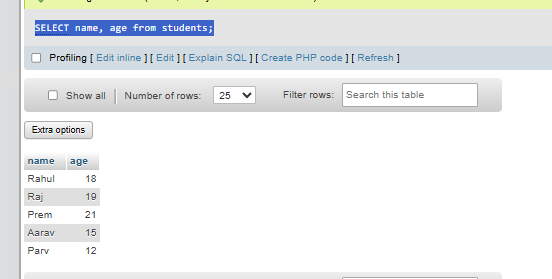 SELECT name, age from students;
Profiling [ Edit inline ] [ Edit ] [ Explain SQL ] [ Create PHP code ] [ Refresh ]
Show all Number of rows: 25 Filter rows: Search this table
Extra options
name age
Rahul 18
Raj 19
Prem 21
Aarav 15
Parv 12